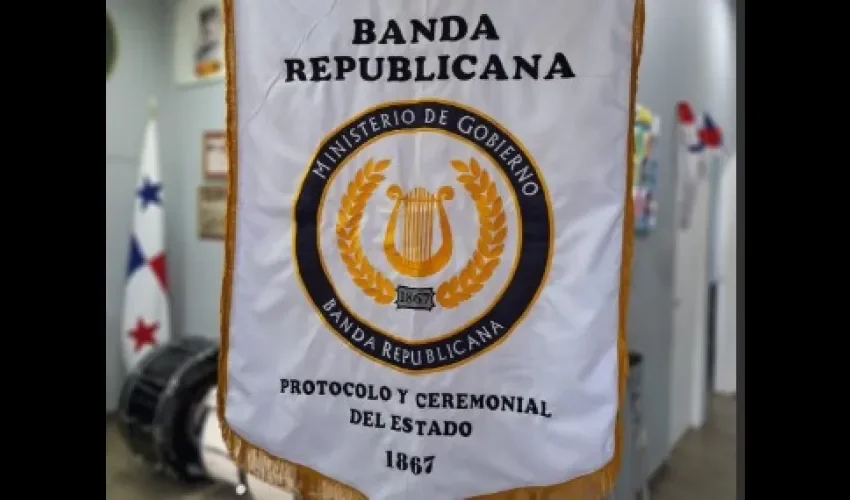 BANDA
REPUBLICANA
MINISTERIO DE GOBIERNO
1867
BANDA REPUBLICANA
PROTOCOLO Y CEREMONIAL
DEL ESTADO
1867